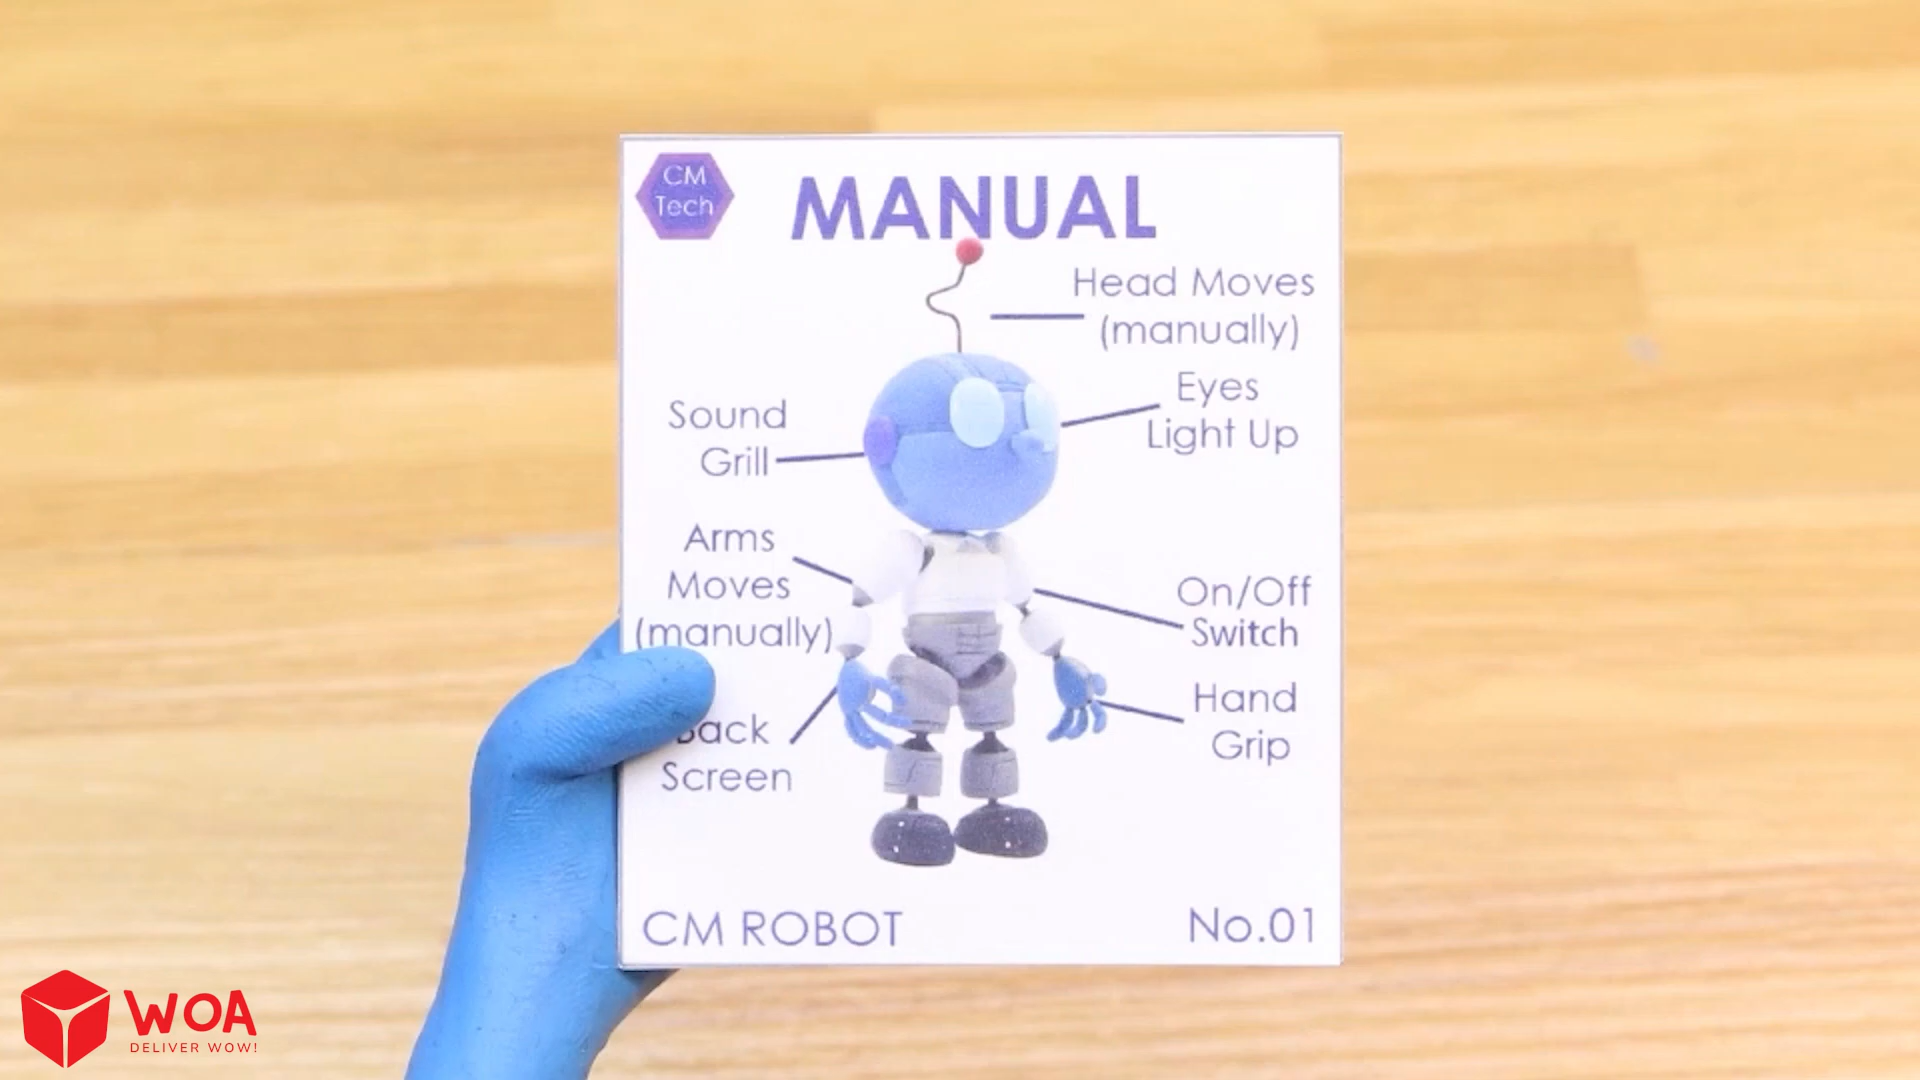 CM
Tech
MANUAL
Head Moves
(manually)
Eyes
Light Up
Sound
Grill
Arms
Moves
(manually)
On/Off
Switch
Hand
Grip
Back
Screen
CM ROBOT
No.01
WOA
DELIVER WOW!